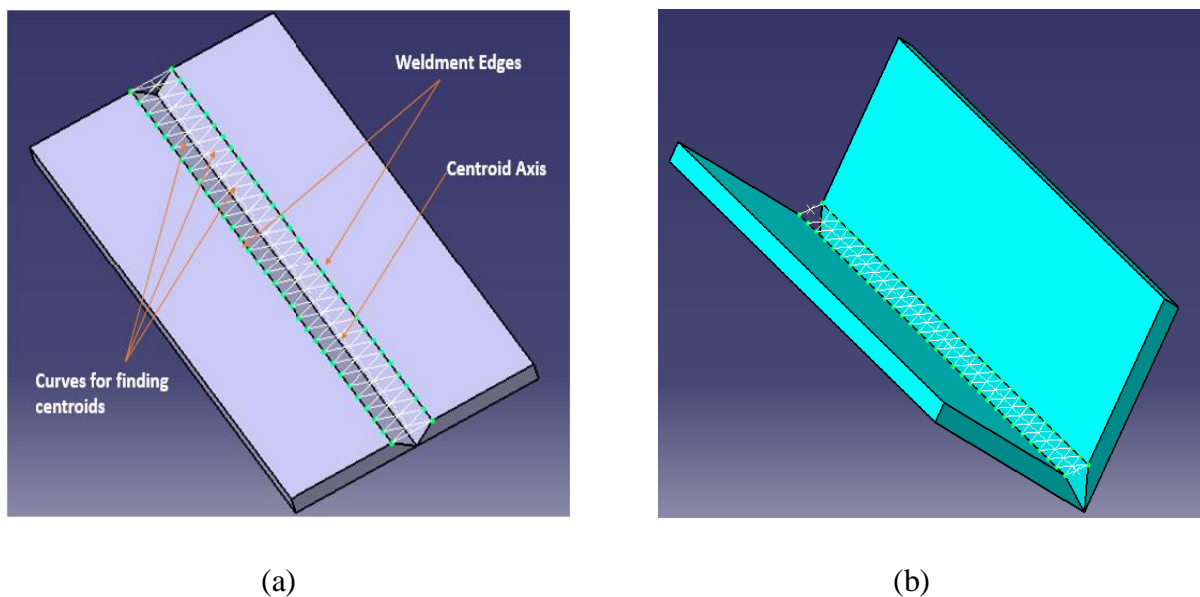 Weldment Edges
Centroid Axis
Curves for finding
centroids
(a)
(b)